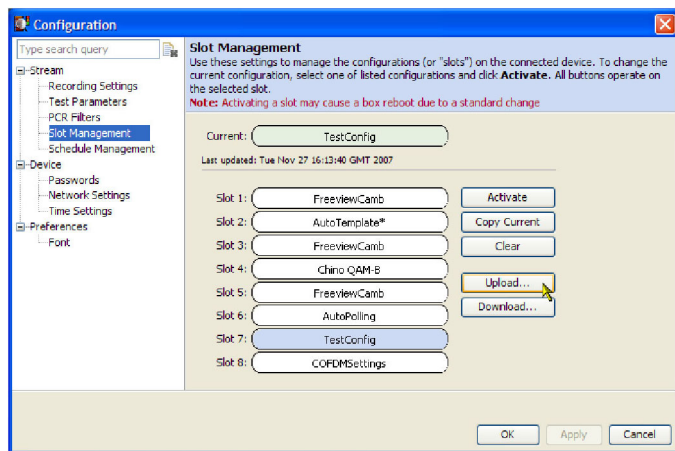 Configuration
Type search query
Stream
Recording Settings
Test Parameters
PCR Filters
Slot Management
Schedule Management
Device
Passwords
Network Settings
Time Settings
Preferences
Font
Slot Management
Use these settings to manage the configurations (or "slots") on the connected device. To change the
current configuration, select one of listed configurations and click Activate. All buttons operate on
the selected slot.
Note: Activating a slot may cause a box reboot due to a standard change
Current: TestConfig
Last updated: Tue Nov 27 16:13:40 GMT 2007
Slot 1: FreeviewCamb
Slot 2: AutoTemplate*
Slot 3: FreeviewCamb
Slot 4: Chino QAM-B
Slot 5: FreeviewCamb
Slot 6: AutoPolling
Slot 7: TestConfig
Slot 8: COFDMSettings
Activate
Copy Current
Clear
Upload...
Download...
OK Apply Cancel